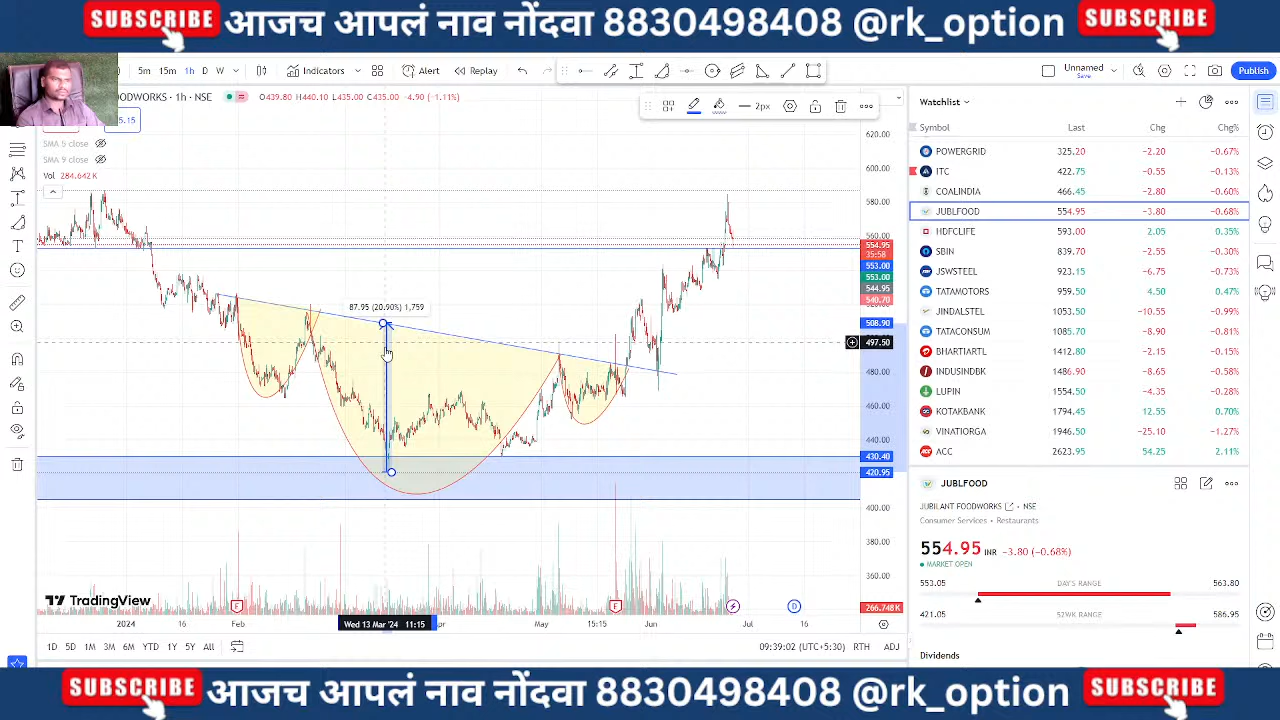 SUBSCRIBE आजच आपलं नाव नोंदवा 8830498408 @rk_option SUBSCRIBE
5m 15m 1h D W Indicators Alert Replay 2px Unnamed Save Publish
OODWORKS · 1h · NSE O439.80 H440.10 L435.00 C435.00 -4.90 (-1.11%)
SMA 5 close
SMA 9 close
Vol 284.642 K
87.95 (20.90%) 1,759
620.00
600.00
580.00
560.00
554.95
35:58
553.00
553.00
544.95
540.70
508.90
497.50
480.00
460.00
440.00
430.40
420.95
400.00
380.00
360.00
266.748 K
TradingView
F F D
2024 16 Feb Wed 13 Mar '24 11:15 May 15:15 Jun Jul 16
1D 5D 1M 3M 6M YTD 1Y 5Y All 09:39:02 (UTC+5:30) RTH ADJ
Watchlist
Symbol Last Chg Chg%
POWERGRID 325.20 -2.20 -0.67%
ITC 422.75 -0.55 -0.13%
COALINDIA 466.45 -2.80 -0.60%
JUBLFOOD 554.95 -3.80 -0.68%
HDFCLIFE 593.00 2.05 0.35%
SBIN 839.70 -2.55 -0.30%
JSWSTEEL 923.15 -6.75 -0.73%
TATAMOTORS 959.50 4.50 0.47%
JINDALSTEL 1053.50 -10.55 -0.99%
TATACONSUM 1085.70 -8.90 -0.81%
BHARTIARTL 1412.80 -2.15 -0.15%
INDUSINDBK 1486.90 -8.65 -0.58%
LUPIN 1554.50 -4.35 -0.28%
KOTAKBANK 1794.45 12.55 0.70%
VINATIORGA 1946.50 -25.10 -1.27%
ACC 2623.95 54.25 2.11%
JUBLFOOD
JUBILANT FOODWORKS · NSE
Consumer Services · Restaurants
554.95 INR -3.80 (-0.68%)
MARKET OPEN
553.05 DAYS RANGE 563.80
421.05 52WK RANGE 586.95
Dividends
SUBSCRIBE आजच आपलं नाव नोंदवा 8830498408 @rk_option SUBSCRIBE